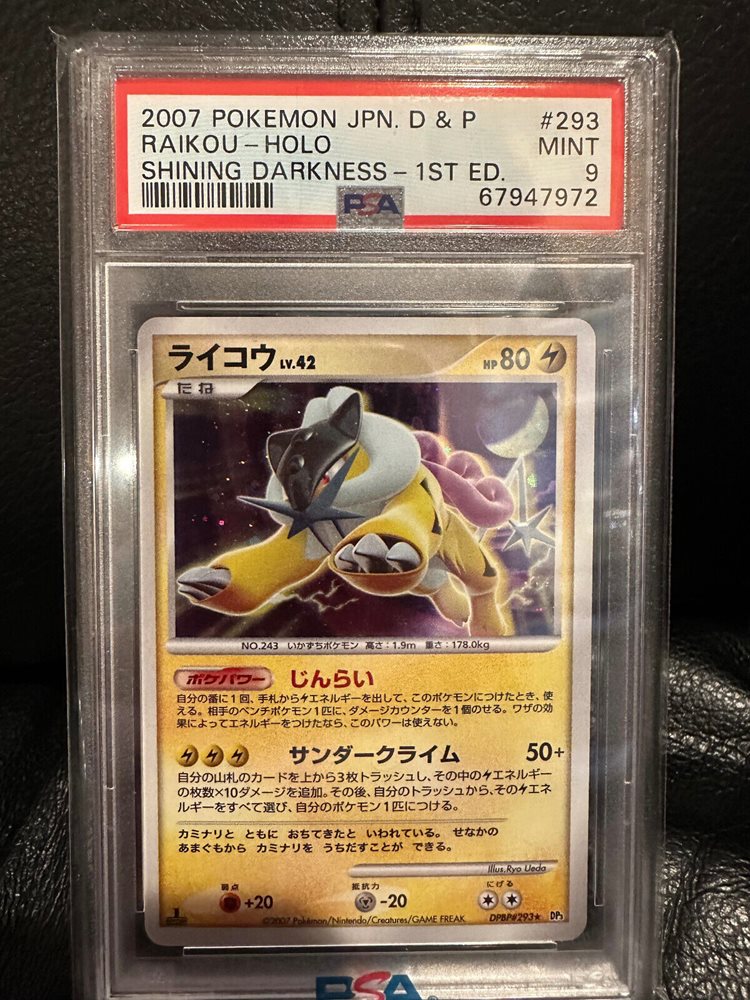 2007 POKEMON JPN. D & P #293
RAIKOU-HOLO MINT
SHINING DARKNESS-1ST ED. 9
PSA 67947972
ライコウ LV.42 HP 80
たね
NO.243 いかずちポケモン 高さ:1.9m 重さ:178.0kg
ポケパワー じんらい
自分の番に1回、手札からエネルギーを出して、このポケモンにつけたとき、使
える。相手のベンチポケモン1匹に、ダメージカウンターを1個のせる。ワザの効
果によってエネルギーをつけたなら、このパワーは使えない。
サンダークライム 50+
自分の山札のカードを上から3枚トラッシュし、その中のエネルギー
の枚数×10ダメージを追加。その後、自分のトラッシュから、そのエネ
ルギーをすべて選び、自分のポケモン1匹につける。
カミナリと ともに おちてきたと いわれている。 せなかの
あまぐもから カミナリを うちだすことが できる。
Illus.Ryo Ueda
弱点 +20 抵抗力 -20 にげる
1
©2007 Pokémon/Nintendo/Creatures/GAME FREAK DPBP#293★ DP3
PSA